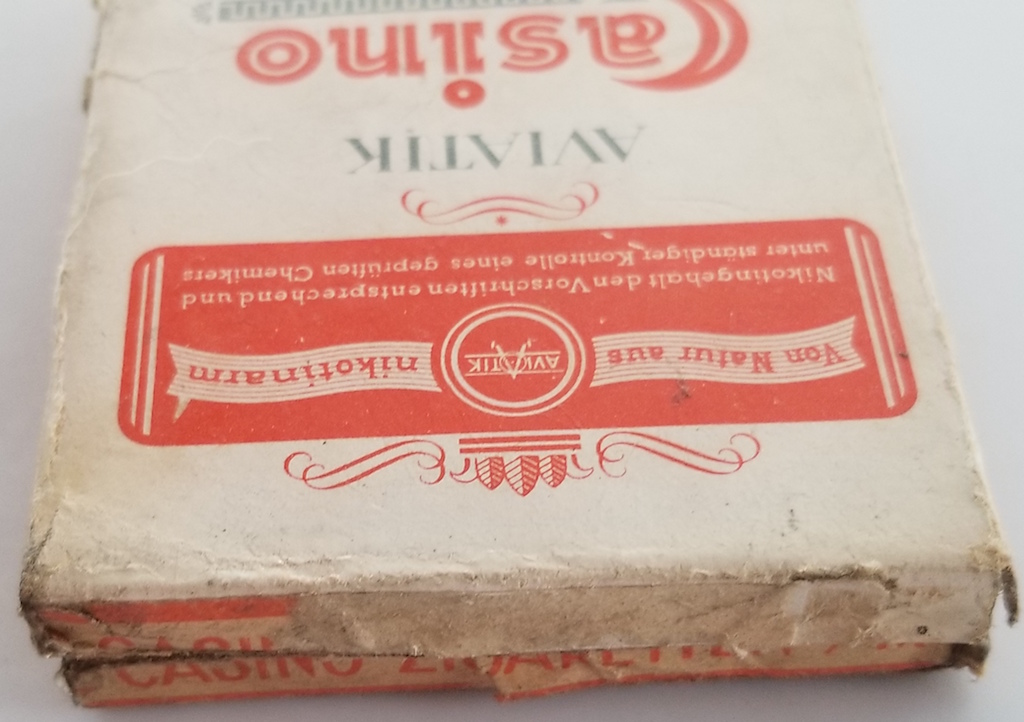 Von Natur aus AVIATIK nikotinarm
Nikotingehalt den Vorschriften entsprechend und
unter ständiger Kontrolle eines geprüften Chemikers
AVIATIK
Casino
CASINO ZIGARETTEN